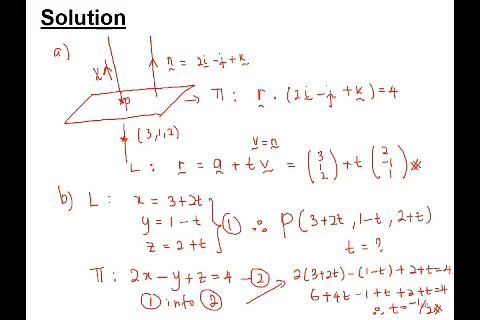 Solution
a)
n = 2i - j + k
v
P
→ π : r . (2i - j + k) = 4
(3,1,2)
v = n
L : r = a + t v = (3 1 2) + t (2 -1 1) *
b) L : x = 3+2t
y = 1 - t
z = 2 + t
① ∴ P(3+2t, 1-t, 2+t)
t = ?
π : 2x - y + z = 4 - ②
① into ②
2(3+2t) - (1-t) + 2+t = 4
6+4t - 1 + t + 2 + t = 4
∴ t = -1/2 *